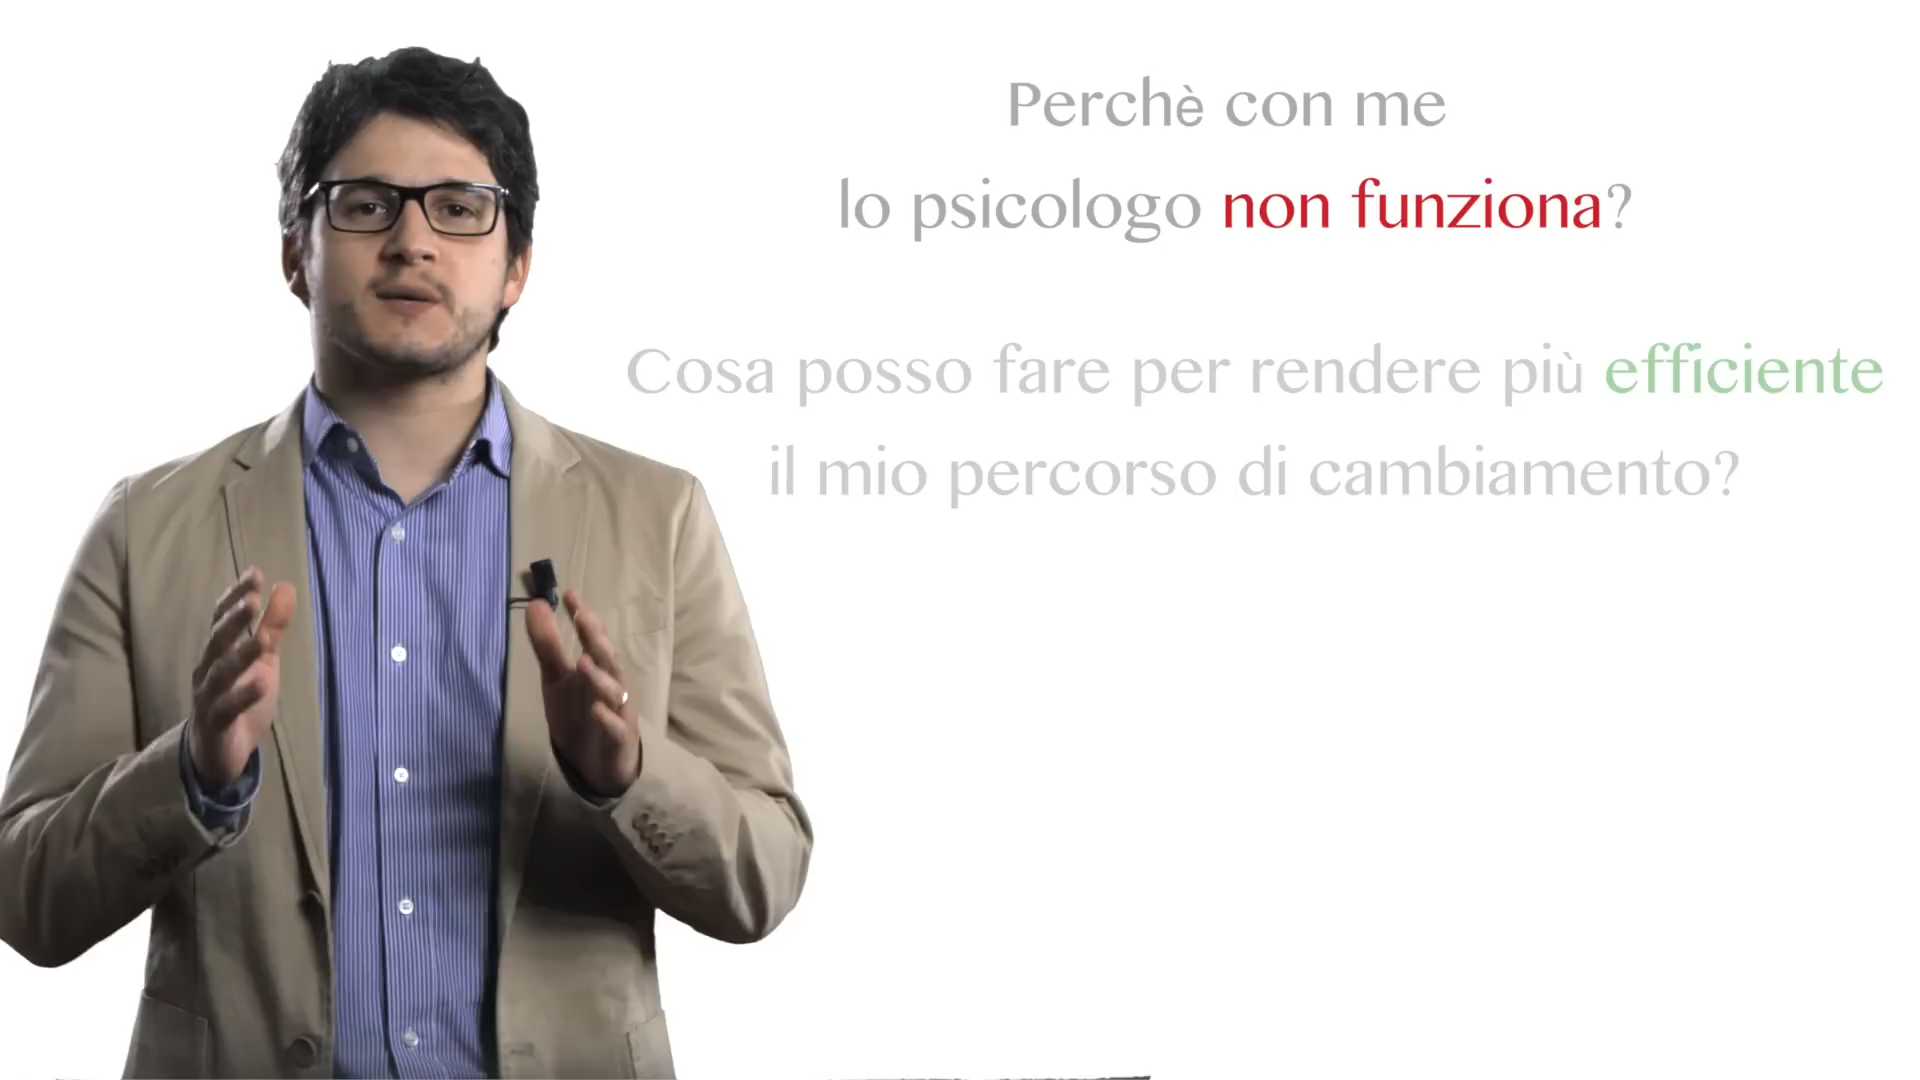 Perchè con me
lo psicologo non funziona?
Cosa posso fare per rendere più efficiente
il mio percorso di cambiamento?